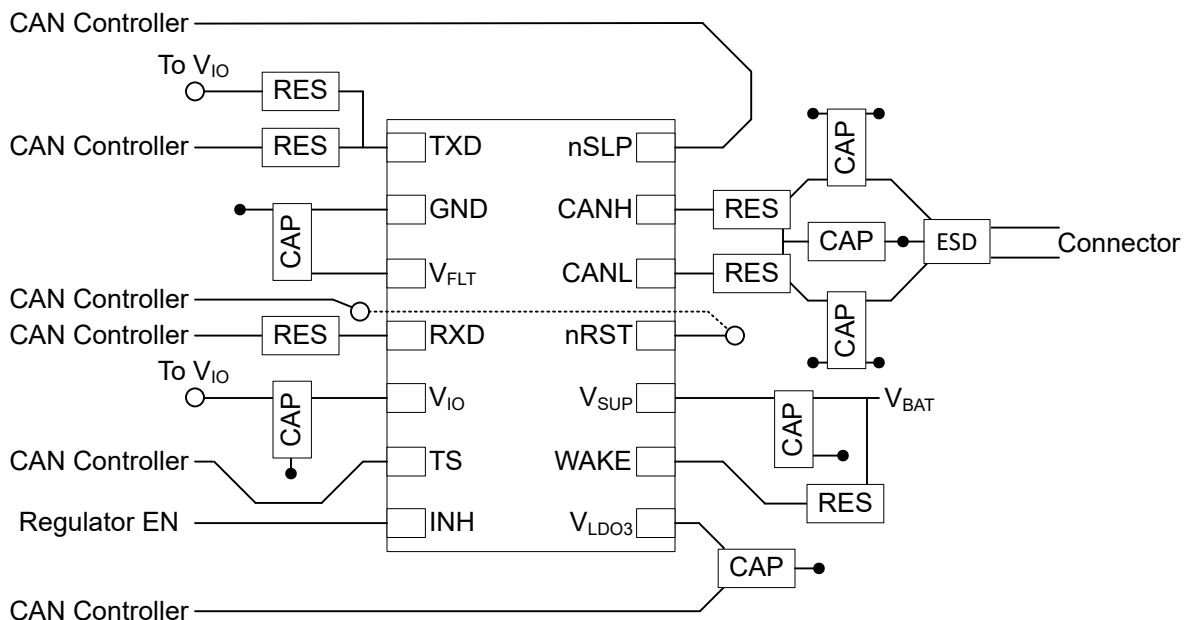 CAN Controller
To VIO
RES
CAN Controller RES TXD nSLP CAP
GND CANH RES
CAP CAP ESD Connector
VFLT CANL RES
CAN Controller
CAN Controller RES RXD nRST CAP
To VIO
CAP VIO VSUP CAP VBAT
CAN Controller TS WAKE RES
Regulator EN INH VLDO3
CAP
CAN Controller